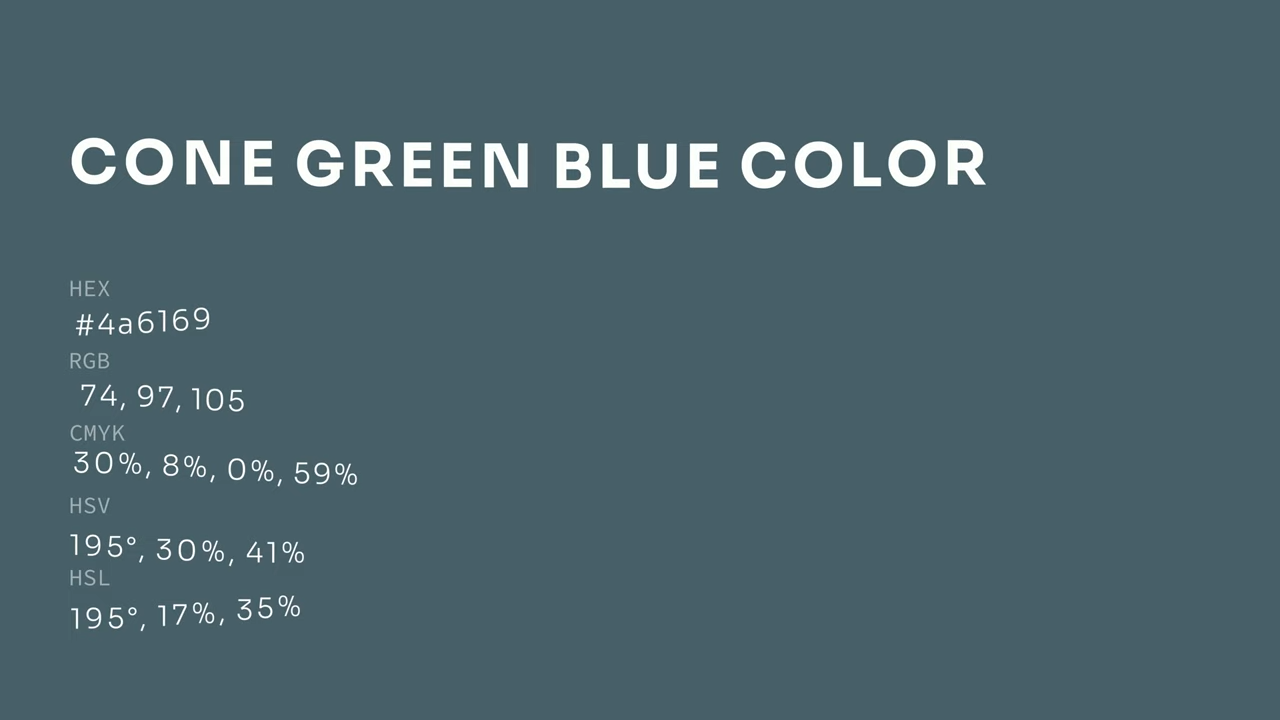 CONE GREEN BLUE COLOR
HEX
#4a6169
RGB
74, 97, 105
CMYK
30%, 8%, 0%, 59%
HSV
195°, 30%, 41%
HSL
195°, 17%, 35%